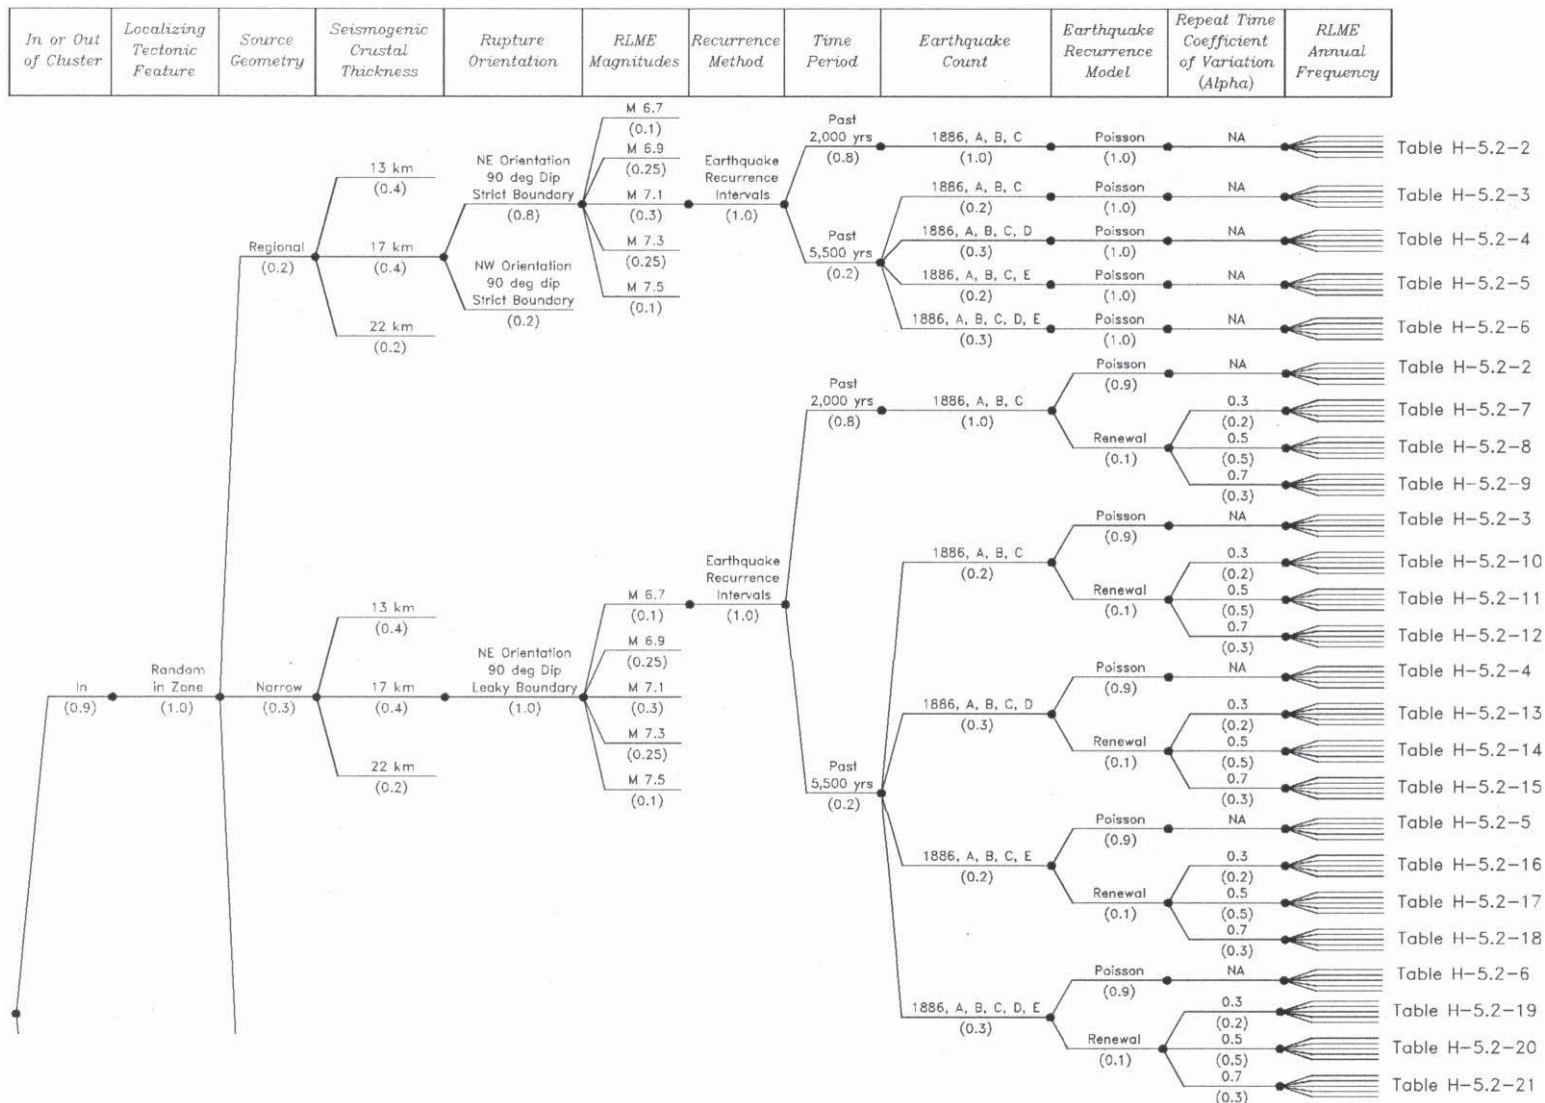 In or Out
of Cluster
Localizing
Tectonic
Feature
Source
Geometry
Seismogenic
Crustal
Thickness
Rupture
Orientation
RLME
Magnitudes
Recurrence
Method
Time
Period
Earthquake
Count
Earthquake
Recurrence
Model
Repeat Time
Coefficient
of Variation
(Alpha)
RLME
Annual
Frequency
In
(0.9)
Random
in Zone
(1.0)
Regional
(0.2)
13 km
(0.4)
17 km
(0.4)
22 km
(0.2)
NE Orientation
90 deg Dip
Strict Boundary
(0.8)
NW Orientation
90 deg dip
Strict Boundary
(0.2)
M 6.7
(0.1)
M 6.9
(0.25)
M 7.1
(0.3)
M 7.3
(0.25)
M 7.5
(0.1)
Earthquake
Recurrence
Intervals
(1.0)
Past
2,000 yrs
(0.8)
1886, A, B, C
(1.0)
Poisson
(1.0)
NA
Table H-5.2-2
Past
5,500 yrs
(0.2)
1886, A, B, C
(0.2)
Poisson
(1.0)
NA
Table H-5.2-3
1886, A, B, C, D
(0.3)
Poisson
(1.0)
NA
Table H-5.2-4
1886, A, B, C, E
(0.2)
Poisson
(1.0)
NA
Table H-5.2-5
1886, A, B, C, D, E
(0.3)
Poisson
(1.0)
NA
Table H-5.2-6
Narrow
(0.3)
13 km
(0.4)
17 km
(0.4)
22 km
(0.2)
NE Orientation
90 deg Dip
Leaky Boundary
(1.0)
M 6.7
(0.1)
M 6.9
(0.25)
M 7.1
(0.3)
M 7.3
(0.25)
M 7.5
(0.1)
Earthquake
Recurrence
Intervals
(1.0)
Past
2,000 yrs
(0.8)
1886, A, B, C
(1.0)
Poisson
(0.9)
NA
Table H-5.2-2
Renewal
(0.1)
0.3
(0.2)
Table H-5.2-7
0.5
(0.5)
Table H-5.2-8
0.7
(0.3)
Table H-5.2-9
Past
5,500 yrs
(0.2)
1886, A, B, C
(0.2)
Poisson
(0.9)
NA
Table H-5.2-3
Renewal
(0.1)
0.3
(0.2)
Table H-5.2-10
0.5
(0.5)
Table H-5.2-11
0.7
(0.3)
Table H-5.2-12
1886, A, B, C, D
(0.3)
Poisson
(0.9)
NA
Table H-5.2-4
Renewal
(0.1)
0.3
(0.2)
Table H-5.2-13
0.5
(0.5)
Table H-5.2-14
0.7
(0.3)
Table H-5.2-15
1886, A, B, C, E
(0.2)
Poisson
(0.9)
NA
Table H-5.2-5
Renewal
(0.1)
0.3
(0.2)
Table H-5.2-16
0.5
(0.5)
Table H-5.2-17
0.7
(0.3)
Table H-5.2-18
1886, A, B, C, D, E
(0.3)
Poisson
(0.9)
NA
Table H-5.2-6
Renewal
(0.1)
0.3
(0.2)
Table H-5.2-19
0.5
(0.5)
Table H-5.2-20
0.7
(0.3)
Table H-5.2-21